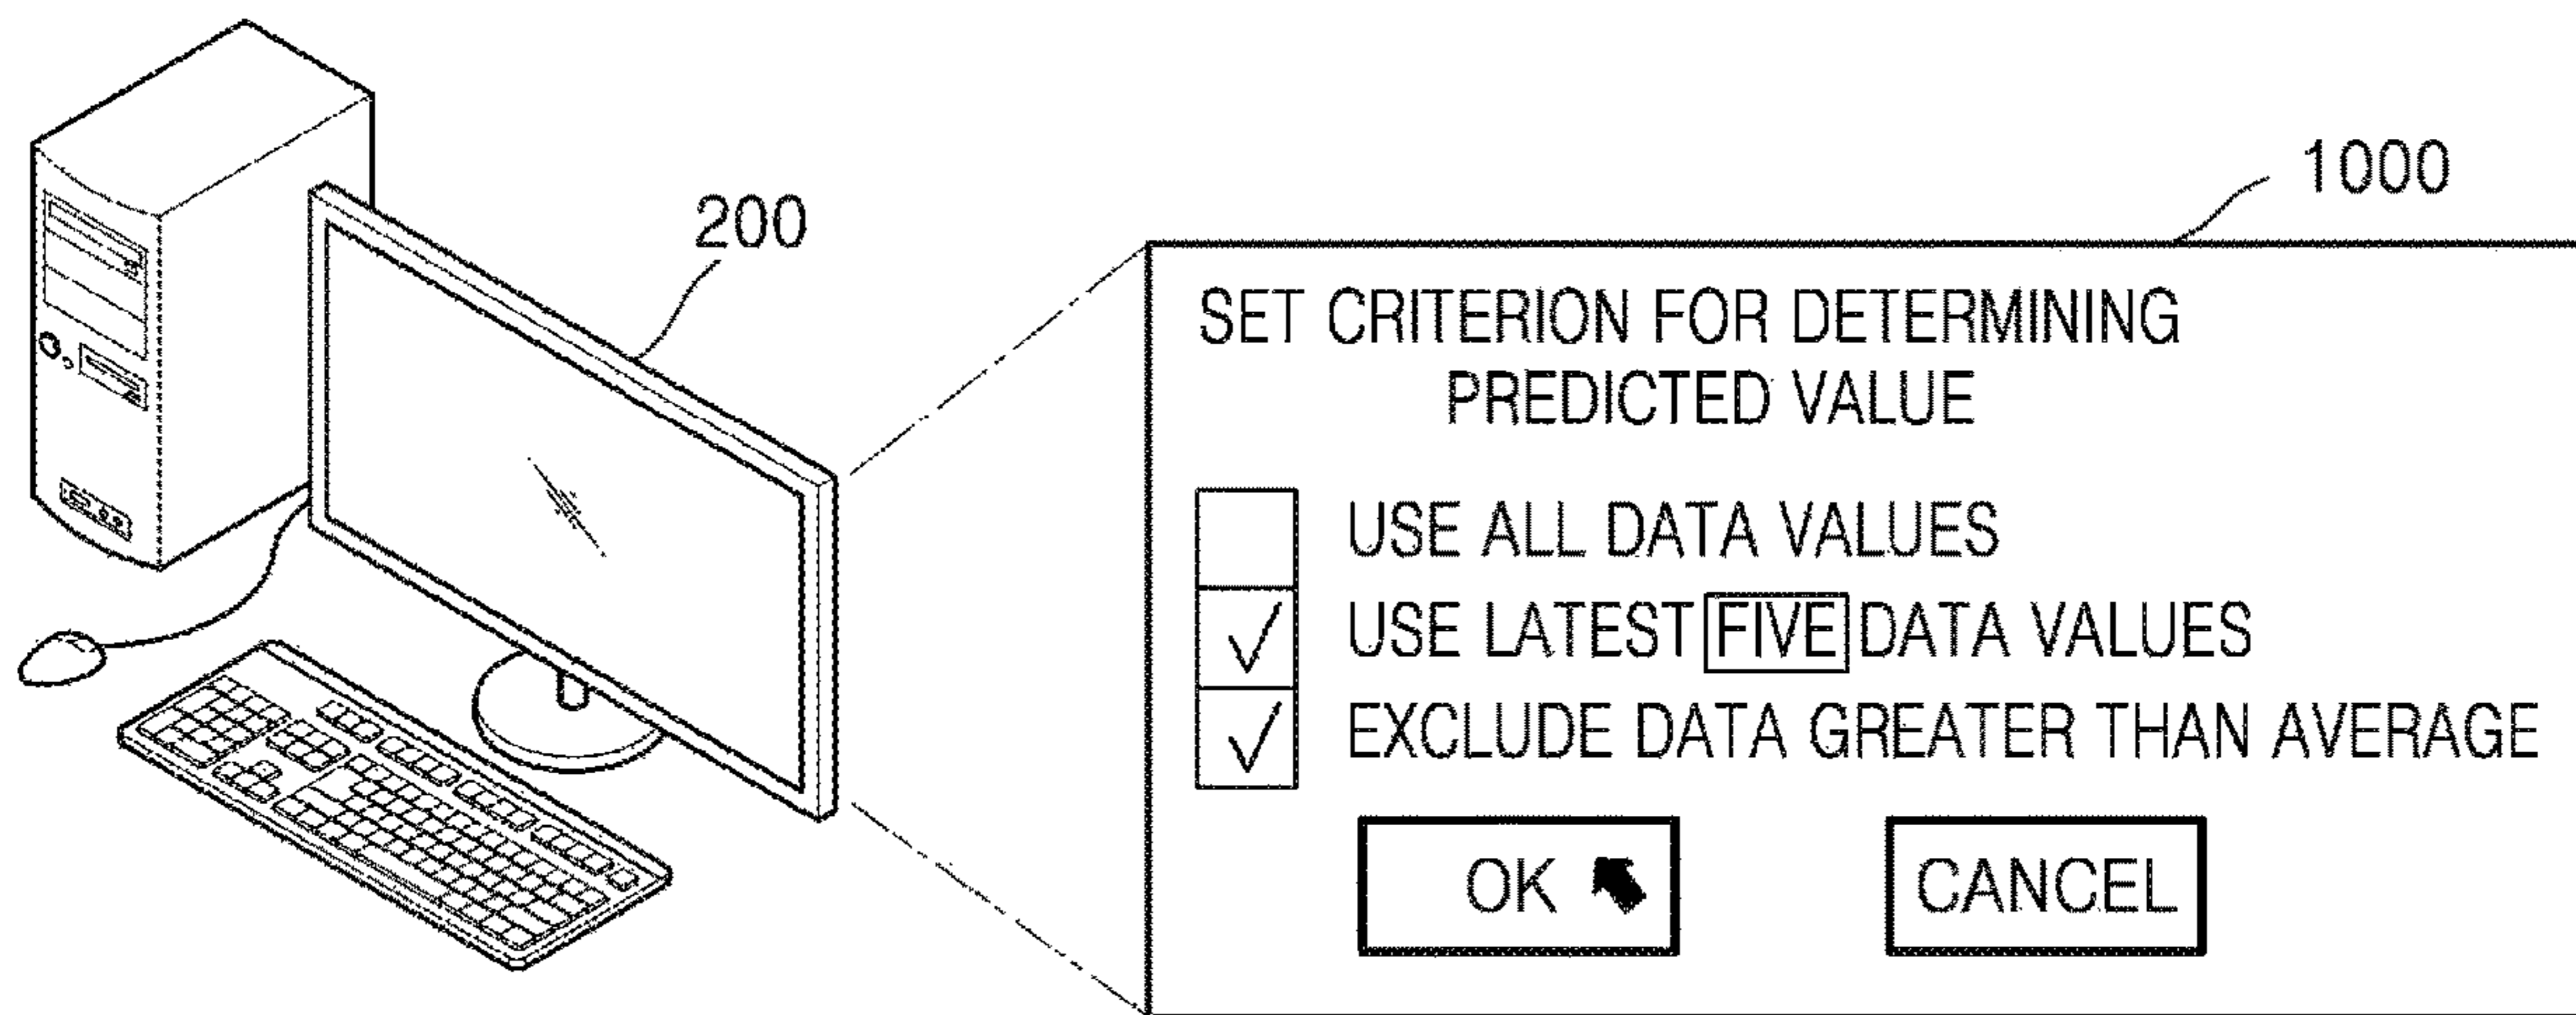 200
1000
SET CRITERION FOR DETERMINING
PREDICTED VALUE
USE ALL DATA VALUES
USE LATEST FIVE DATA VALUES
EXCLUDE DATA GREATER THAN AVERAGE
OK
CANCEL